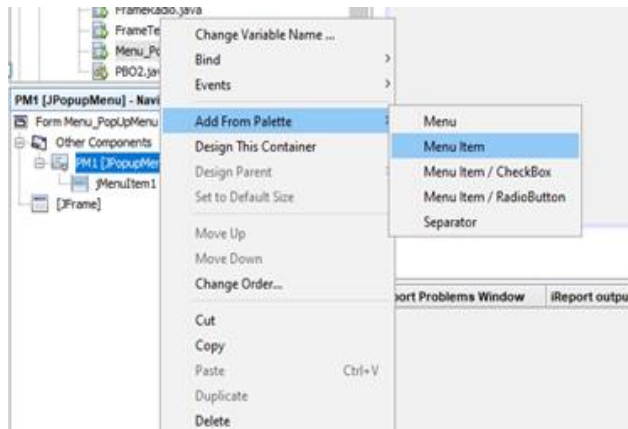 FrameRadio.java
FrameTe
Menu_Po
PBO2.jav
PM1 [JPopupMenu] - Navi
Form Menu_PopUpMenu
Other Components
PM1 [JPopupMen
jMenuItem1
[JFrame]
Change Variable Name ...
Bind
Events
Add From Palette
Design This Container
Design Parent
Set to Default Size
Move Up
Move Down
Change Order...
Cut
Copy
Paste Ctrl+V
Duplicate
Delete
Menu
Menu Item
Menu Item / CheckBox
Menu Item / RadioButton
Separator
port Problems Window
iReport outpu